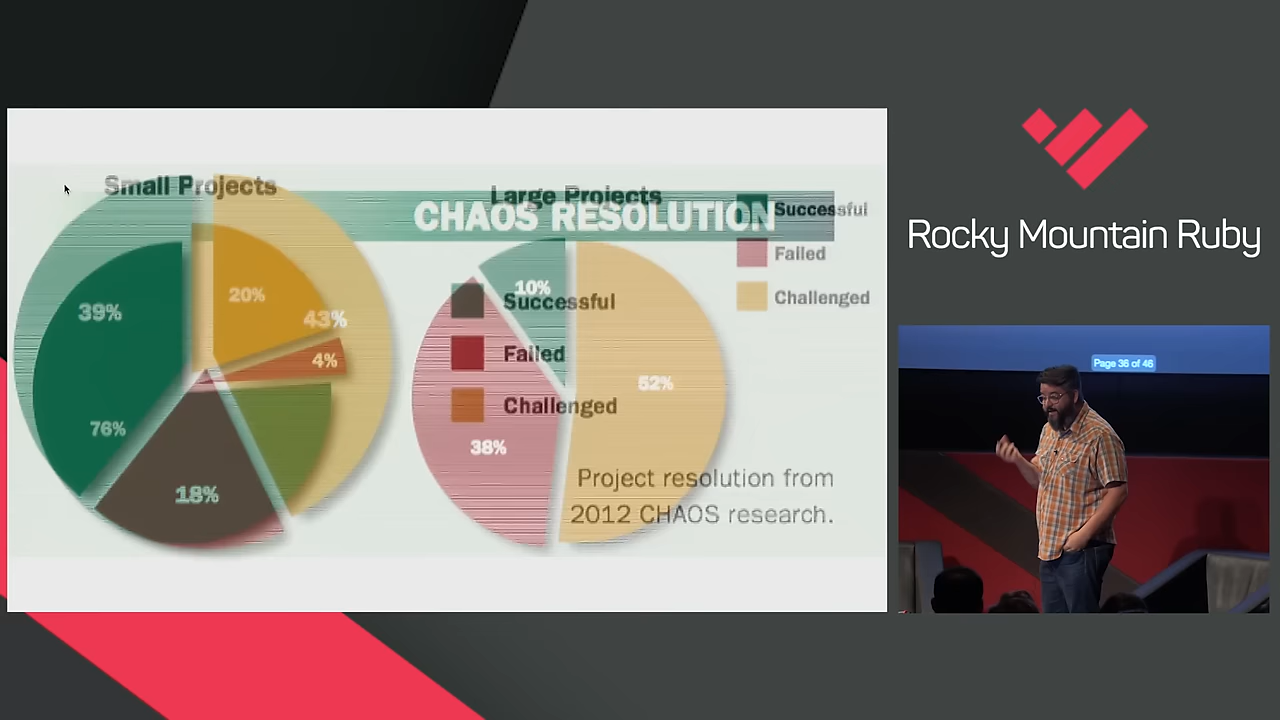 Small Projects
Large Projects
CHAOS RESOLUTION
Successful
Failed
Challenged
39%
20%
43%
4%
76%
18%
10%
52%
38%
Successful
Failed
Challenged
Project resolution from
2012 CHAOS research.
Rocky Mountain Ruby
Page 36 of 46